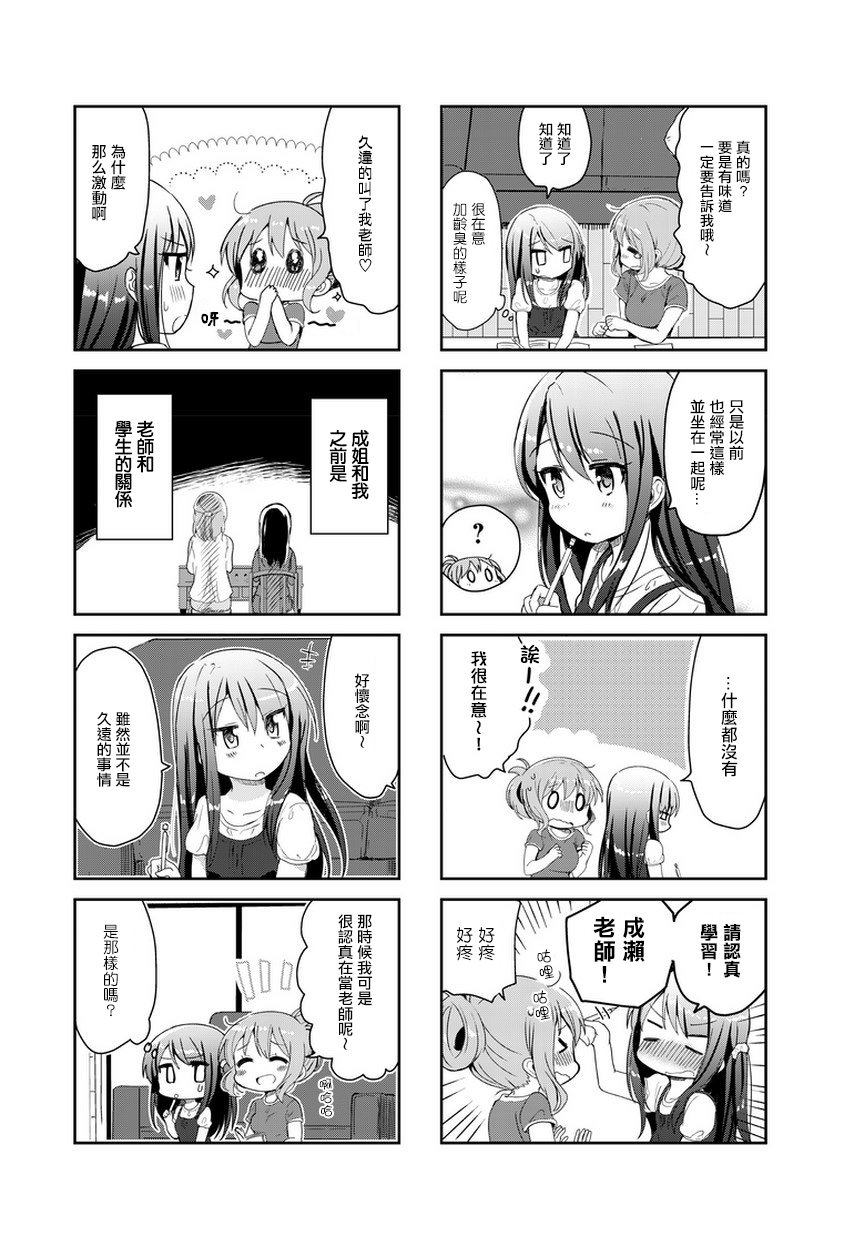 真的嗎?
要是有味道
一定要告訴我哦~
知道了
知道了
很在意
加齡臭的樣子呢
只是以前
也經常這樣
並坐在一起呢…
?
…什麼都沒有
誒—!!
我很在意~!
請認真
學習!
成瀨
老師!
咕哩
咕哩
好疼
好疼
久違的叫了我老師♡
呀
為什麼
那么激動啊
成姐和我
之前是
老師和
學生的關係
好懷念啊~
雖然並不是
久遠的事情
那時候我可是
很認真在當老師呢~
啊哈哈
是那樣的嗎?